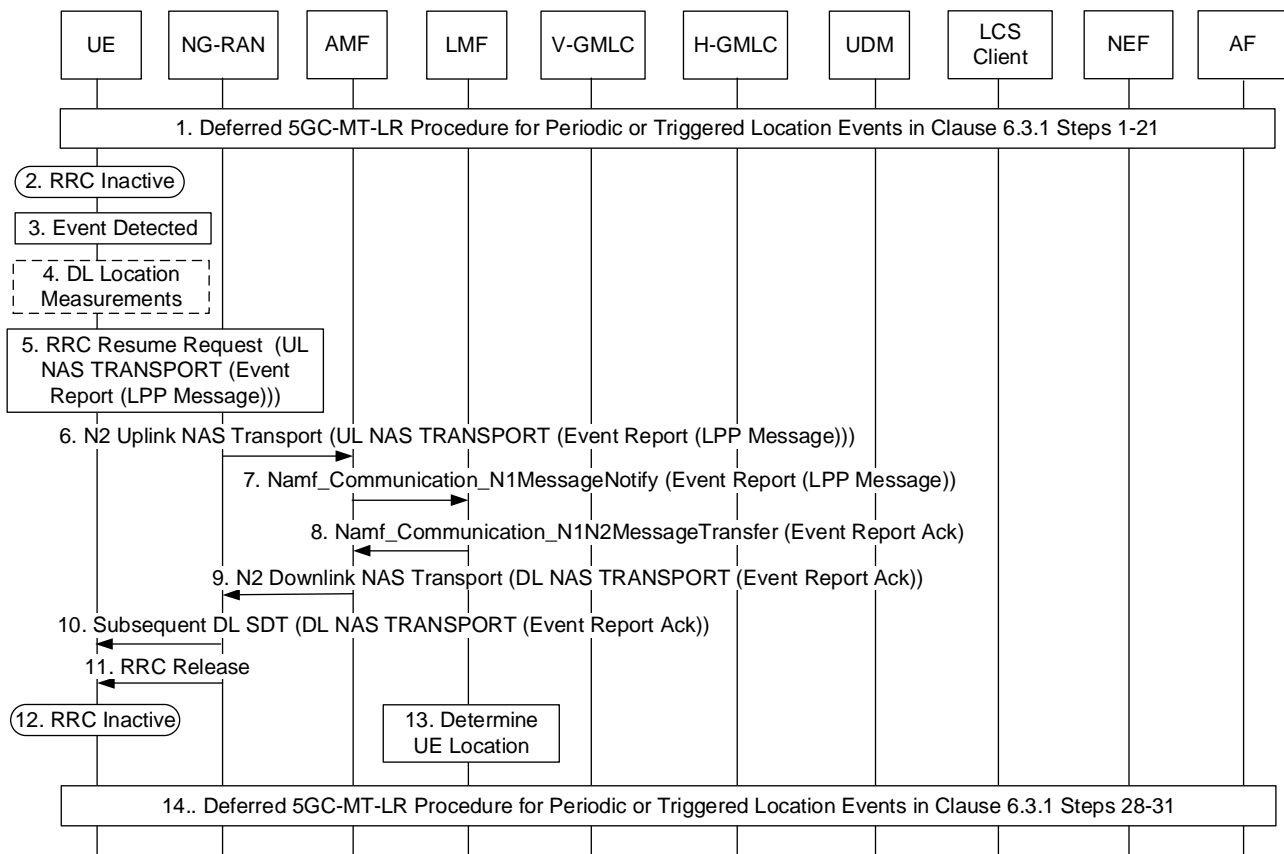 UE
NG-RAN
AMF
LMF
V-GMLC
H-GMLC
UDM
LCS
Client
NEF
AF
1. Deferred 5GC-MT-LR Procedure for Periodic or Triggered Location Events in Clause 6.3.1 Steps 1-21
2. RRC Inactive
3. Event Detected
4. DL Location
Measurements
5. RRC Resume Request (UL
NAS TRANSPORT (Event
Report (LPP Message)))
6. N2 Uplink NAS Transport (UL NAS TRANSPORT (Event Report (LPP Message)))
7. Namf_Communication_N1MessageNotify (Event Report (LPP Message))
8. Namf_Communication_N1N2MessageTransfer (Event Report Ack)
9. N2 Downlink NAS Transport (DL NAS TRANSPORT (Event Report Ack))
10. Subsequent DL SDT (DL NAS TRANSPORT (Event Report Ack))
11. RRC Release
12. RRC Inactive
13. Determine
UE Location
14.. Deferred 5GC-MT-LR Procedure for Periodic or Triggered Location Events in Clause 6.3.1 Steps 28-31